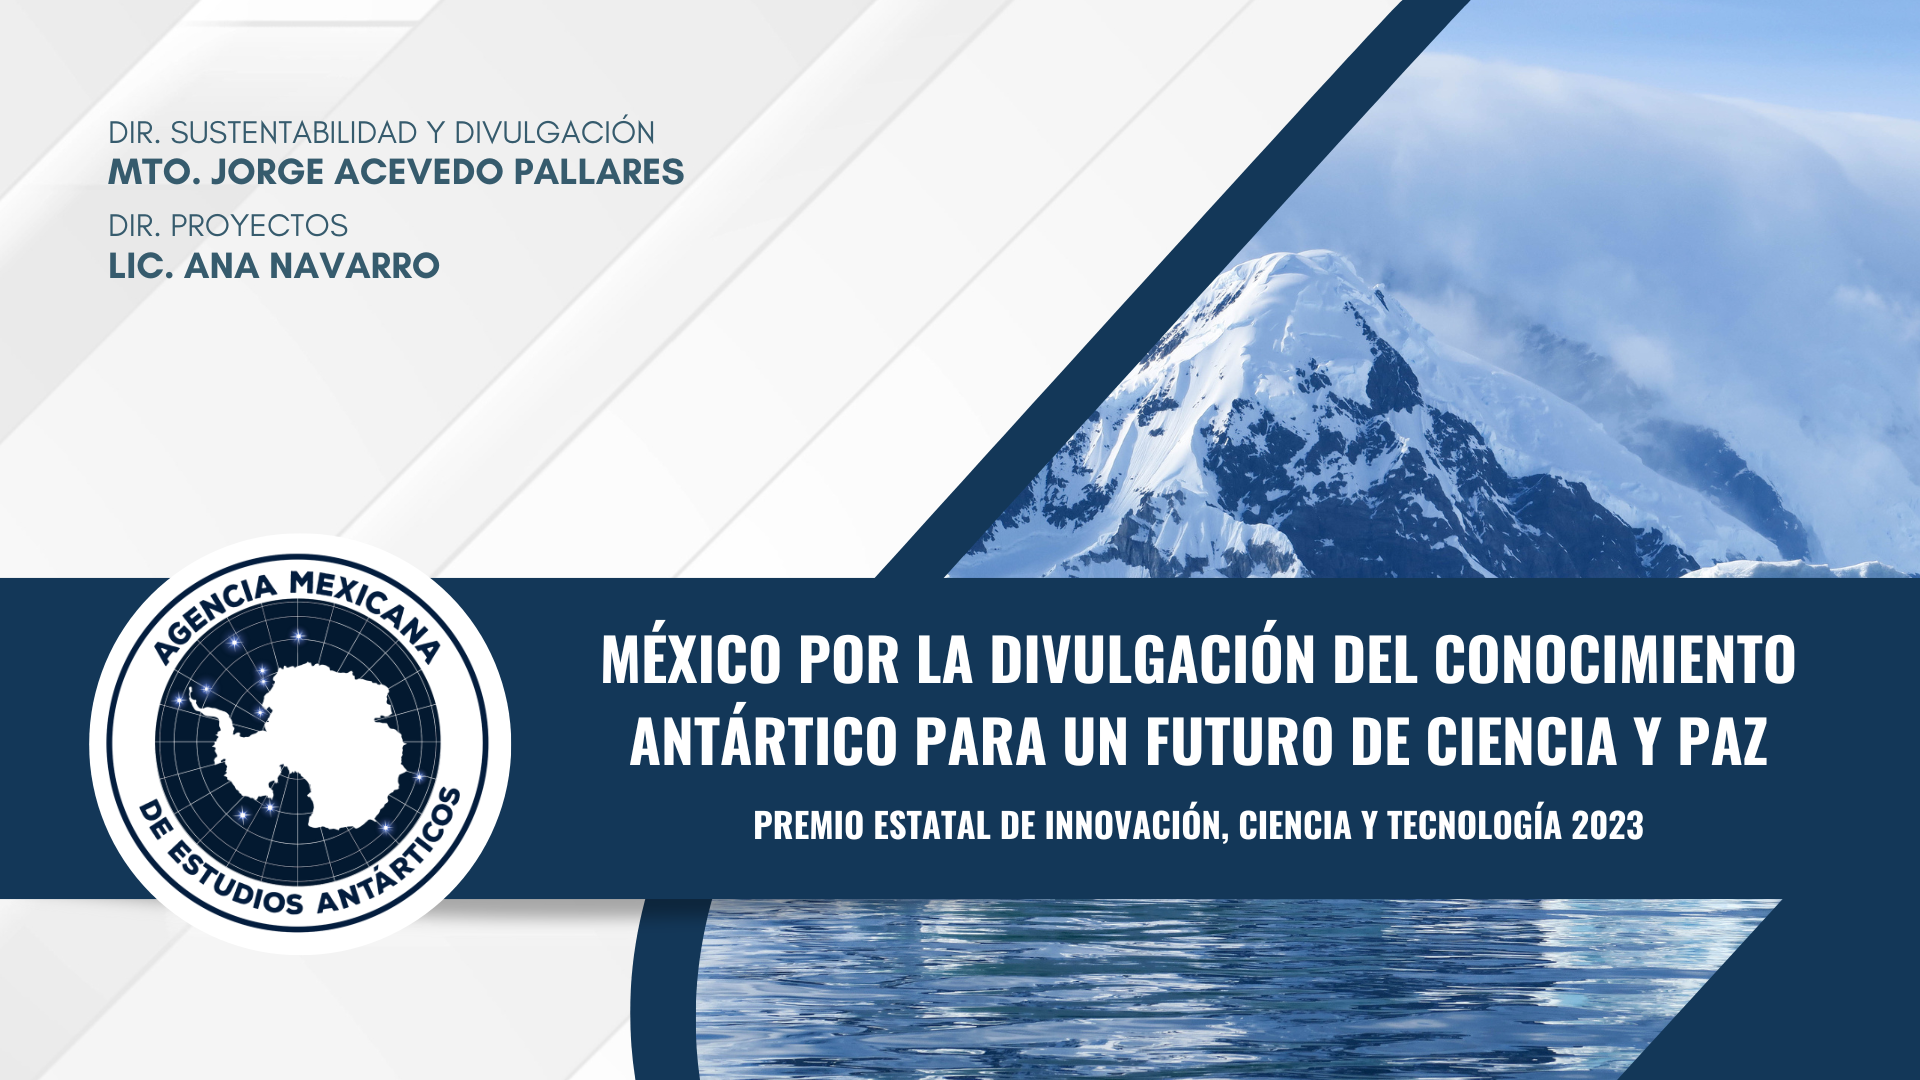 DIR. SUSTENTABILIDAD Y DIVULGACIÓN
MTO. JORGE ACEVEDO PALLARES
DIR. PROYECTOS
LIC. ANA NAVARRO
AGENCIA MEXICANA
DE ESTUDIOS ANTÁRTICOS
MÉXICO POR LA DIVULGACIÓN DEL CONOCIMIENTO
ANTÁRTICO PARA UN FUTURO DE CIENCIA Y PAZ
PREMIO ESTATAL DE INNOVACIÓN, CIENCIA Y TECNOLOGÍA 2023